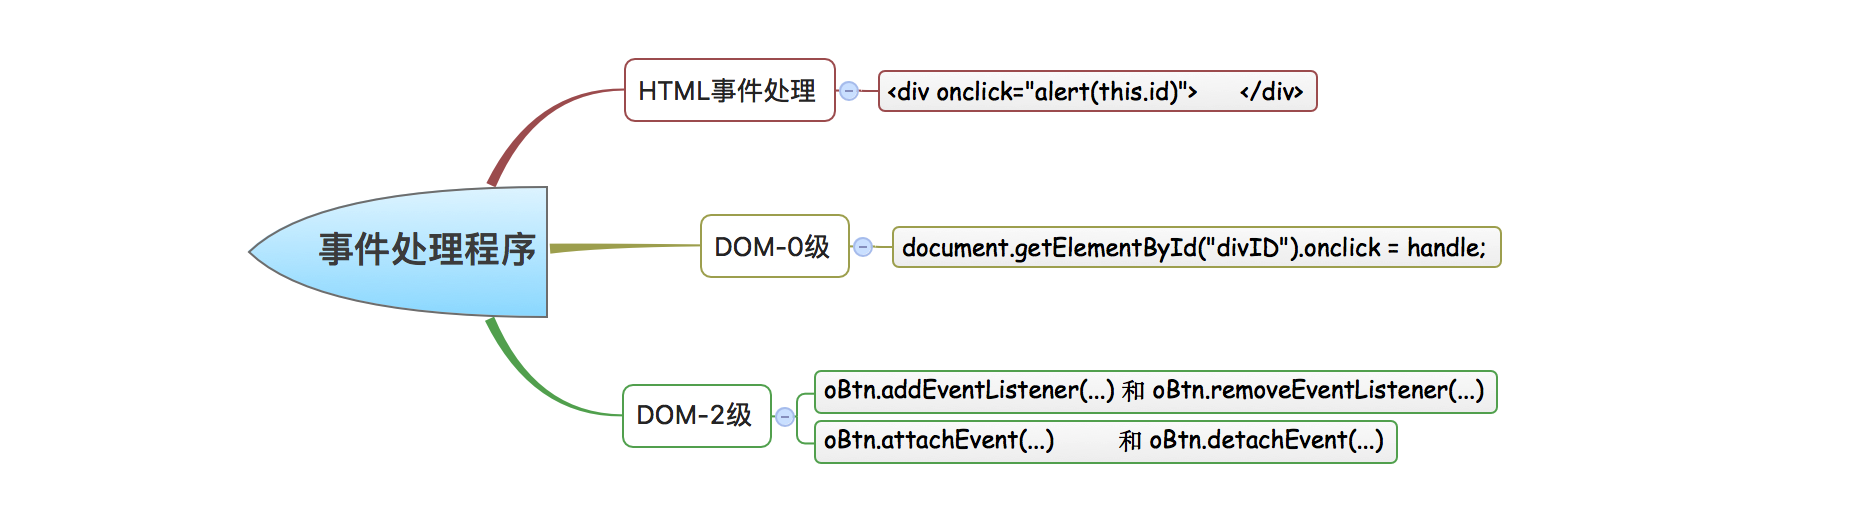 事件处理程序
HTML事件处理
<div onclick="alert(this.id)"> </div>
DOM-0级
document.getElementById("divID").onclick = handle;
DOM-2级
oBtn.addEventListener(...) 和 oBtn.removeEventListener(...)
oBtn.attachEvent(...) 和 oBtn.detachEvent(...)